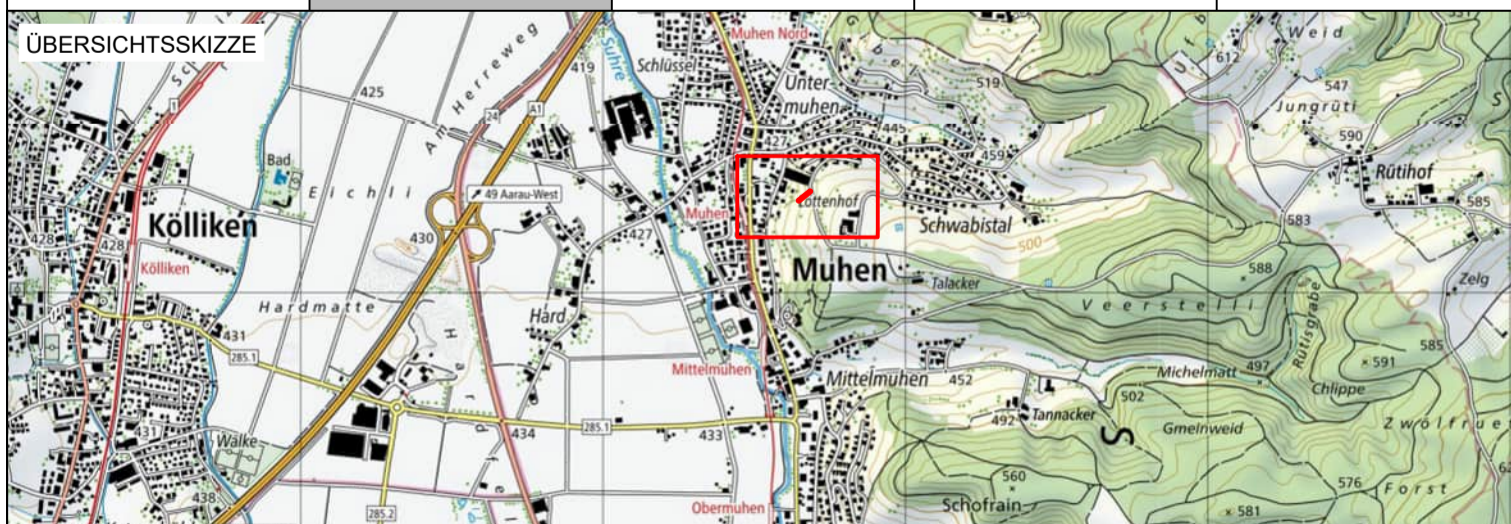 ÜBERSICHTSSKIZZE
Suhre
Schlüssel
Muhen Nord
Unter-
muhen
519
612
Weid
547
Jungrüti
590
Rütihof
585
583
1
425
419
Am Herreweg
24
A1
427
445
459
Bad
Eichli
49 Aarau-West
Kölliken
428
428
Kölliken
430
427
Muhen
Lottenhof
Schwabistal
500
Muhen
Talacker
588
Veerstelli
Rütisgrabe
Zelg
Hardmatte
Hard
431
285.1
Mittelmuhen
Mittelmuhen
452
Michelmatt
497
591
585
Chlippe
502
Tannacker
492
Gmeinweid
Zwölfrue
431
Walke
434
285.1
433
438
285.2
Obermuhen
560
Schofrain
576
Forst
581